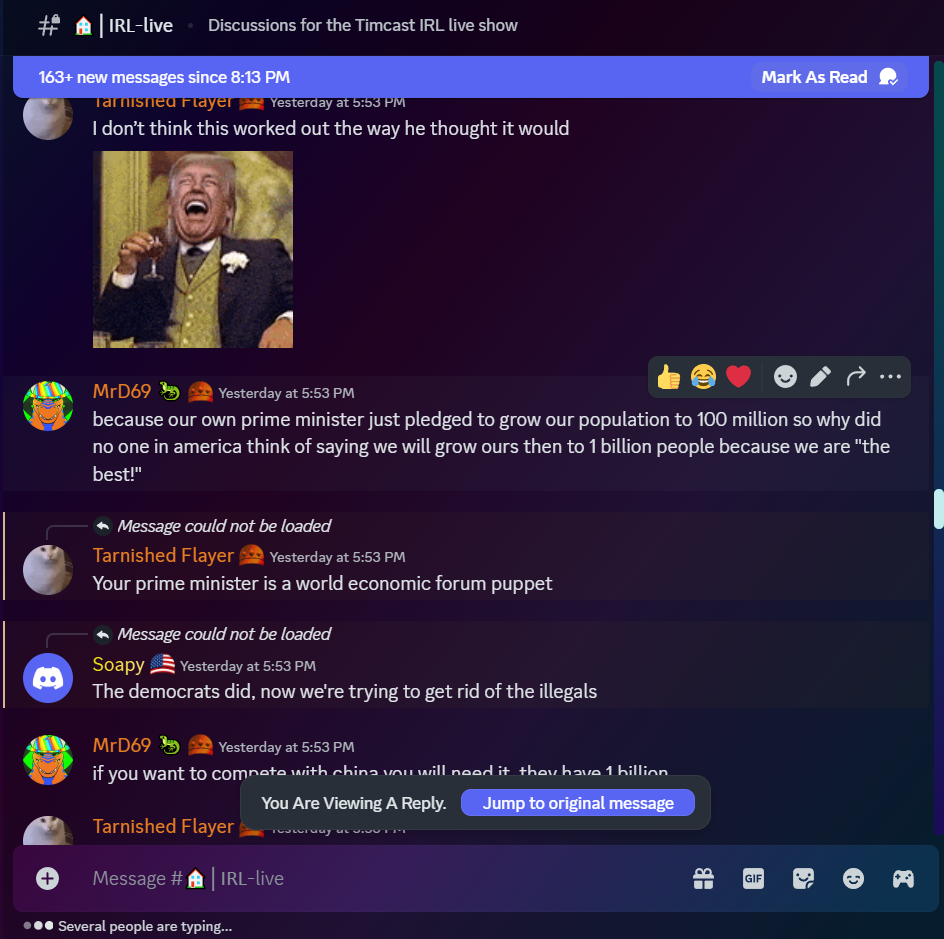 IRL-live • Discussions for the Timcast IRL live show
163+ new messages since 8:13 PM Mark As Read
Tarnished Flayer Yesterday at 5:53 PM
I don’t think this worked out the way he thought it would
MrD69 Yesterday at 5:53 PM
because our own prime minister just pledged to grow our population to 100 million so why did
no one in america think of saying we will grow ours then to 1 billion people because we are "the
best!"
Message could not be loaded
Tarnished Flayer Yesterday at 5:53 PM
Your prime minister is a world economic forum puppet
Message could not be loaded
Soapy Yesterday at 5:53 PM
The democrats did, now we're trying to get rid of the illegals
MrD69 Yesterday at 5:53 PM
if you want to compete with china you will need it, they have 1 billion
You Are Viewing A Reply. Jump to original message
Tarnished Flayer Yesterday at 5:53 PM
Message # | IRL-live GIF
Several people are typing...